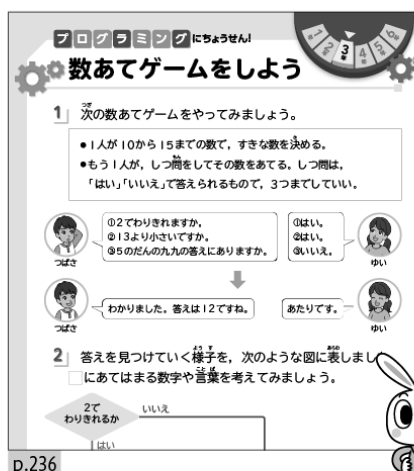 プログラミングにちょうせん!
1年 2年 3年 4年 5年 6年
数あてゲームをしよう
1 次の数あてゲームをやってみましょう。
●1人が10から15までの数で，すきな数を決める。
●もう1人が，しつ問をしてその数をあてる。しつ問は，
「はい」「いいえ」で答えられるもので，3つまでしていい。
①2でわりきれますか。
②13より小さいですか。
③5のだんの九九の答えにありますか。
つばさ
①はい。
②はい。
③いいえ。
ゆい
わかりました。答えは12ですね。
つばさ
あたりです。
ゆい
2 答えを見つけていく様子を，次のような図に表しまし
□にあてはまる数字や言葉を考えてみましょう。
2で
わりきれるか
いいえ
はい
p.236